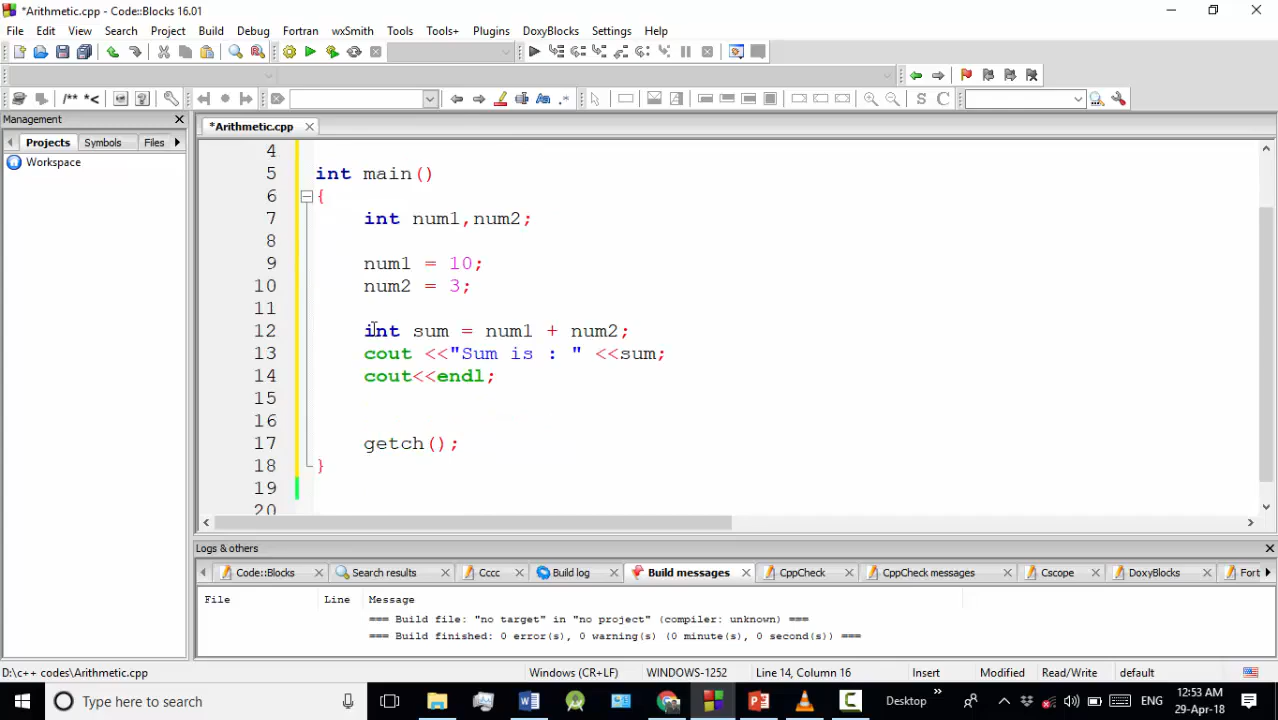 *Arithmetic.cpp - Code::Blocks 16.01
File Edit View Search Project Build Debug Fortran wxSmith Tools Tools+ Plugins DoxyBlocks Settings Help
/** *< .* S C
Management
*Arithmetic.cpp
Projects Symbols Files
Workspace
4
5 int main()
6 {
7 int num1,num2;
8
9 num1 = 10;
10 num2 = 3;
11
12 int sum = num1 + num2;
13 cout <<"Sum is : " <<sum;
14 cout<<endl;
15
16
17 getch();
18 }
19
20
Logs & others
Code::Blocks Search results Cccc Build log Build messages CppCheck CppCheck messages Cscope DoxyBlocks Fort
File Line Message
=== Build file: "no target" in "no project" (compiler: unknown) ===
=== Build finished: 0 error(s), 0 warning(s) (0 minute(s), 0 second(s)) ===
D:\c++ codes\Arithmetic.cpp Windows (CR+LF) WINDOWS-1252 Line 14, Column 16 Insert Modified Read/Write default
Type here to search Desktop ENG 12:53 AM
29-Apr-18